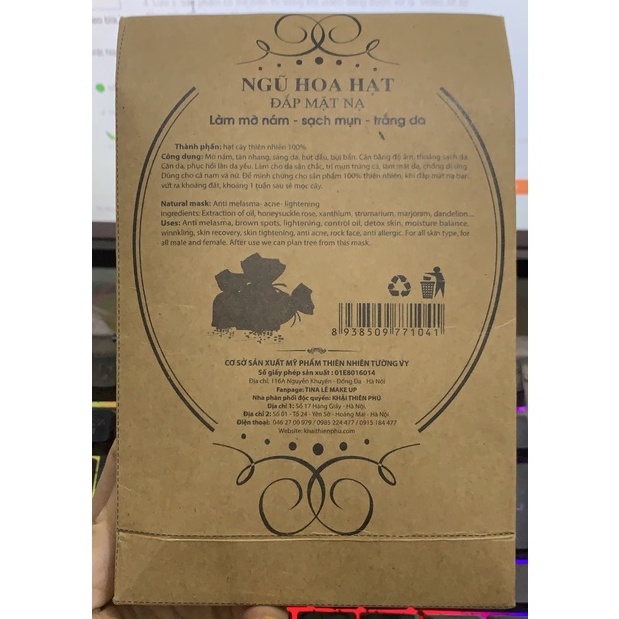 NGŨ HOA HẠT
ĐẮP MẶT NẠ
Làm mờ nám - sạch mụn - trắng da
Thành phần: hạt cây thiên nhiên 100%
Công dụng: Mờ nám, tàn nhang, sáng da, hút dầu, bụi bẩn. Cân bằng độ ẩm, thoáng sạch da.
Căn da, phục hồi làn da yếu. Làm cho da săn chắc, trị mụn trứng cá, làm mát da, chống dị ứng.
Dùng cho cả nam và nữ. Để minh chứng cho sản phẩm 100% thiên nhiên, khi đắp mặt nạ bạn
vứt ra khoảng đất, khoảng 1 tuần sau sẽ mọc cây.
Natural mask: Anti melasma- acne- lightening
Ingredients: Extraction of oil, honeysuckle,rose, xanthium, strumarium, marjoram, dandelion....
Uses: Anti melasma, brown spots, lightening, control oil, detox skin, moisture balance,
winnkling, skin recovery, skin tightening, anti acne, rock face, anti allergic. For all skin type, for
all male and female. After use we can plan tree from this mask.
8 938509 771041
CƠ SỞ SẢN XUẤT MỸ PHẨM THIÊN NHIÊN TƯỜNG VY
Số giấy phép sản xuất : 01E8016014
Địa chỉ: 116A Nguyễn Khuyến - Đống Đa - Hà Nội
Fanpage: TINA LÊ MAKE UP
Nhà phân phối độc quyền: KHẢI THIÊN PHÚ
Địa chỉ 1: Số 17 Hàng Giấy - Hà Nội.
Địa chỉ 2: Số 01 - Tổ 24 - Yên Sở - Hoàng Mai - Hà Nội.
Điện thoại: 046 27 00 979 / 0985 224 477 / 0915 184 477
Website: khaithienphu.com